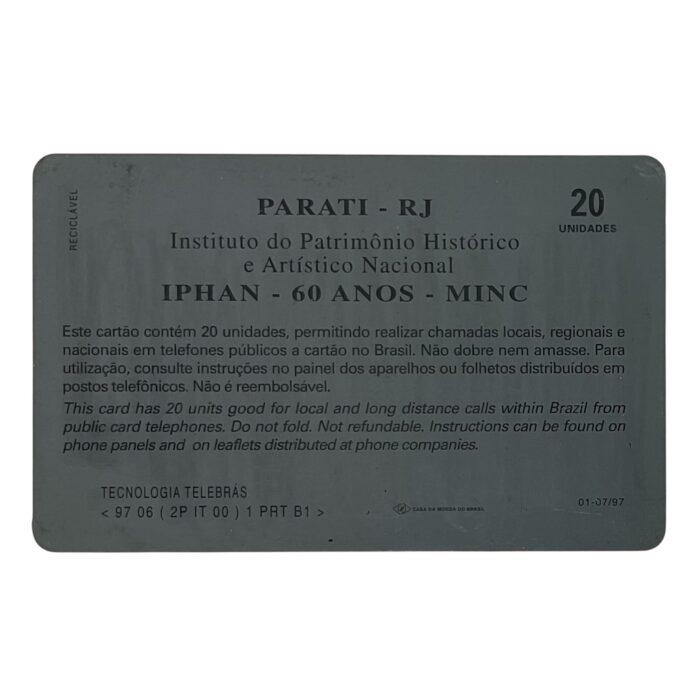 RECICLÁVEL
PARATI - RJ
20
UNIDADES
Instituto do Patrimônio Histórico
e Artístico Nacional
IPHAN - 60 ANOS - MINC
Este cartão contém 20 unidades, permitindo realizar chamadas locais, regionais e
nacionais em telefones públicos a cartão no Brasil. Não dobre nem amasse. Para
utilização, consulte instruções no painel dos aparelhos ou folhetos distribuídos em
postos telefônicos. Não é reembolsável.
This card has 20 units good for local and long distance calls within Brazil from
public card telephones. Do not fold. Not refundable. Instructions can be found on
phone panels and on leaflets distributed at phone companies.
TECNOLOGIA TELEBRÁS
< 97 06 ( 2P IT 00 ) 1 PRT B1 >
CASA DA MOEDA DO BRASIL
01-07/97